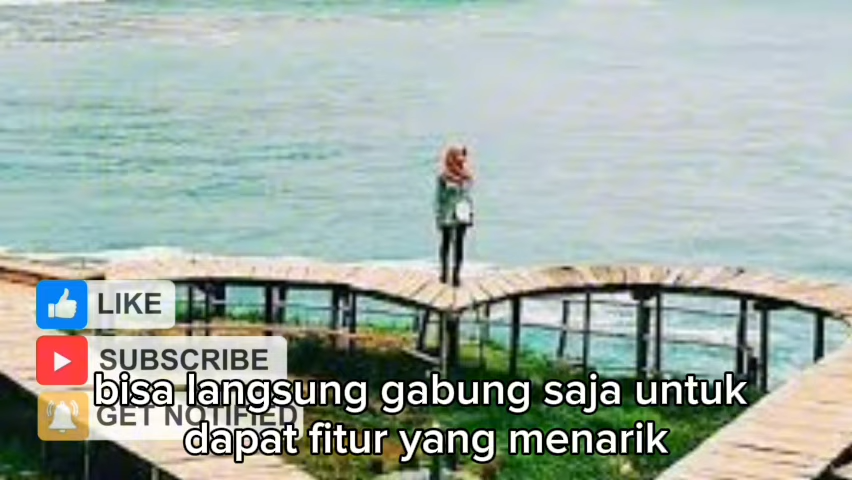 LIKE
SUBSCRIBE
GET NOTIFIED
bisa langsung gabung saja untuk
dapat fitur yang menarik